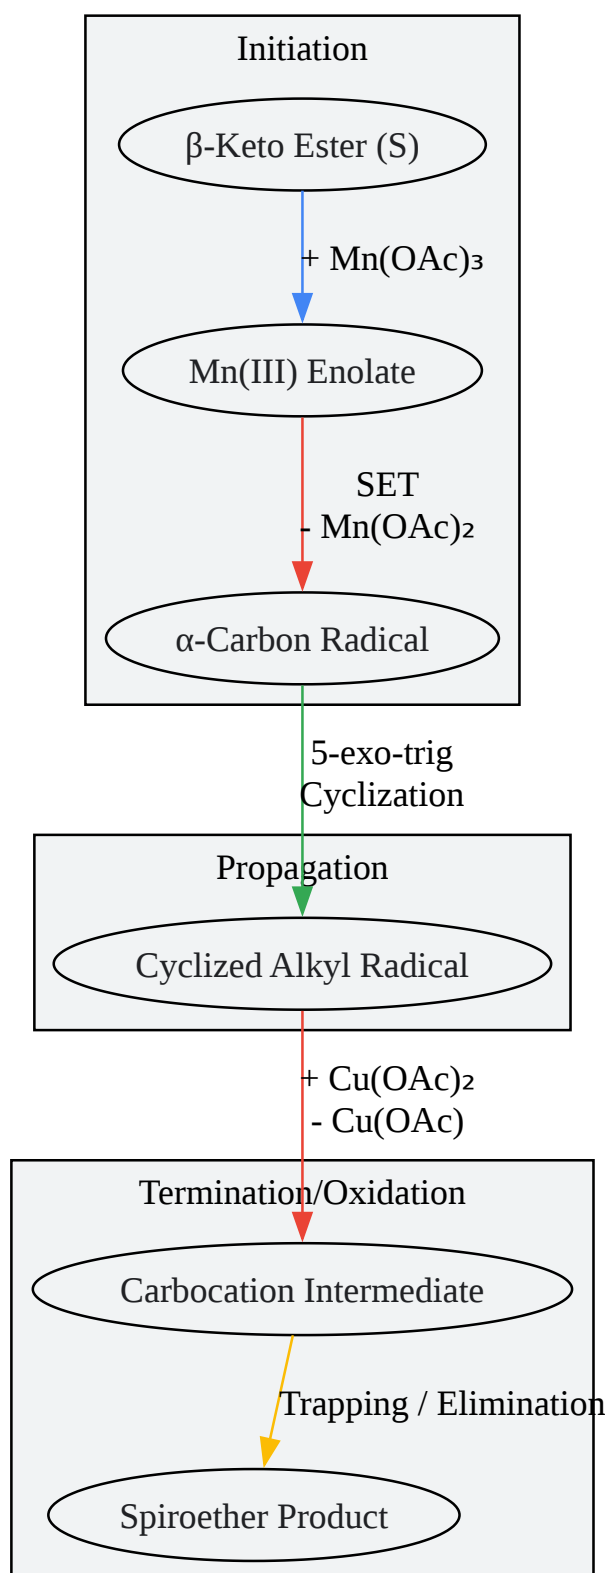 Initiation
β-Keto Ester (S)
+ Mn(OAc)₃
Mn(III) Enolate
SET
- Mn(OAc)₂
α-Carbon Radical
5-exo-trig
Cyclization
Propagation
Cyclized Alkyl Radical
+ Cu(OAc)₂
- Cu(OAc)
Termination/Oxidation
Carbocation Intermediate
Trapping / Elimination
Spiroether Product